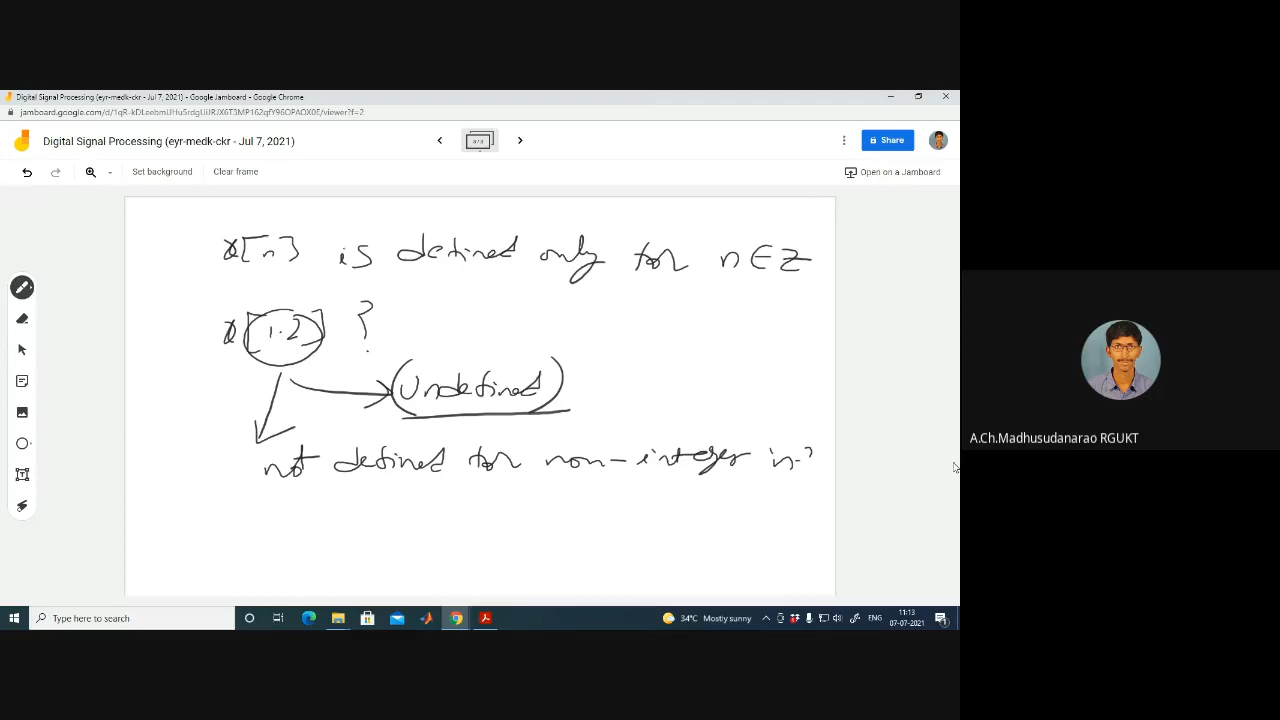 Digital Signal Processing (eyr-medk-ckr - Jul 7, 2021) - Google Jamboard - Google Chrome
Digital Signal Processing (eyr-medk-ckr - Jul 7, 2021)
3/3
Share
Set background
Clear frame
Open on a Jamboard
x[n] is defined only for n∈Z
x[1.2] ?
Undefined
not defined for non-integer
A.Ch.Madhusudanarao RGUKT
Type here to search
34°C Mostly sunny
ENG
11:13
07-07-2021
1